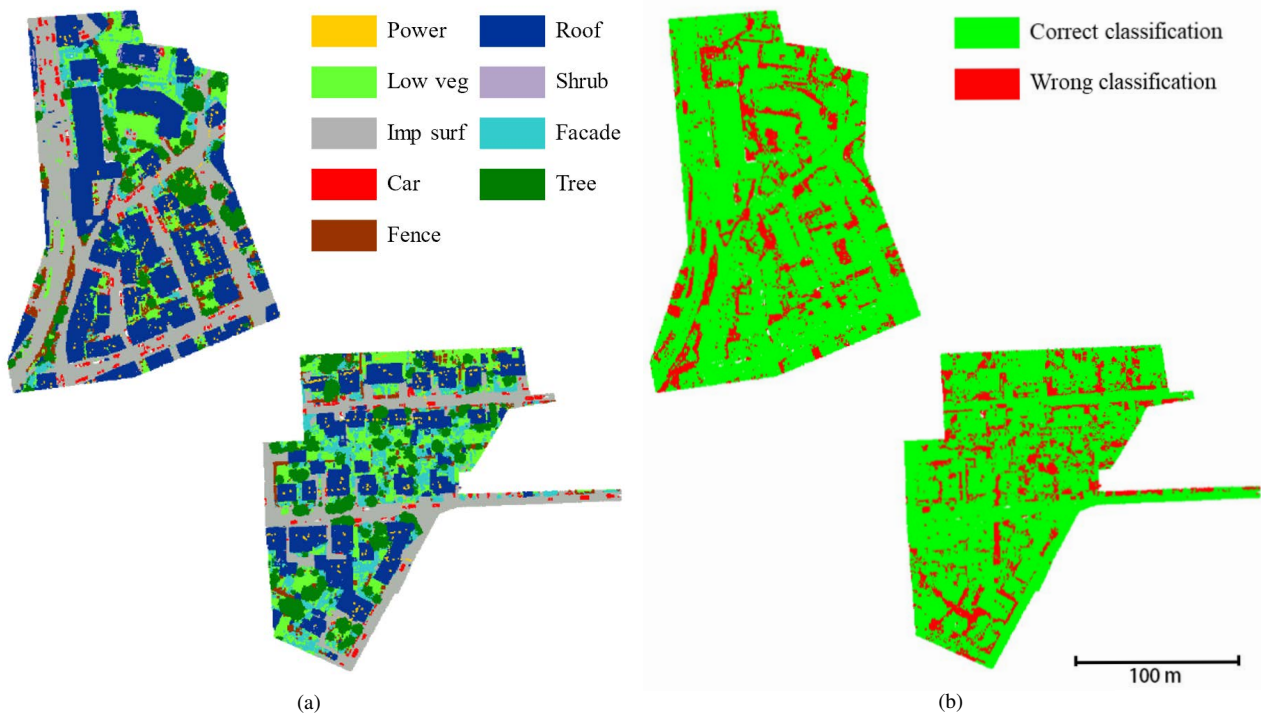 Power
Roof
Low veg
Shrub
Imp surf
Facade
Car
Tree
Fence
Correct classification
Wrong classification
100 m
(a)
(b)